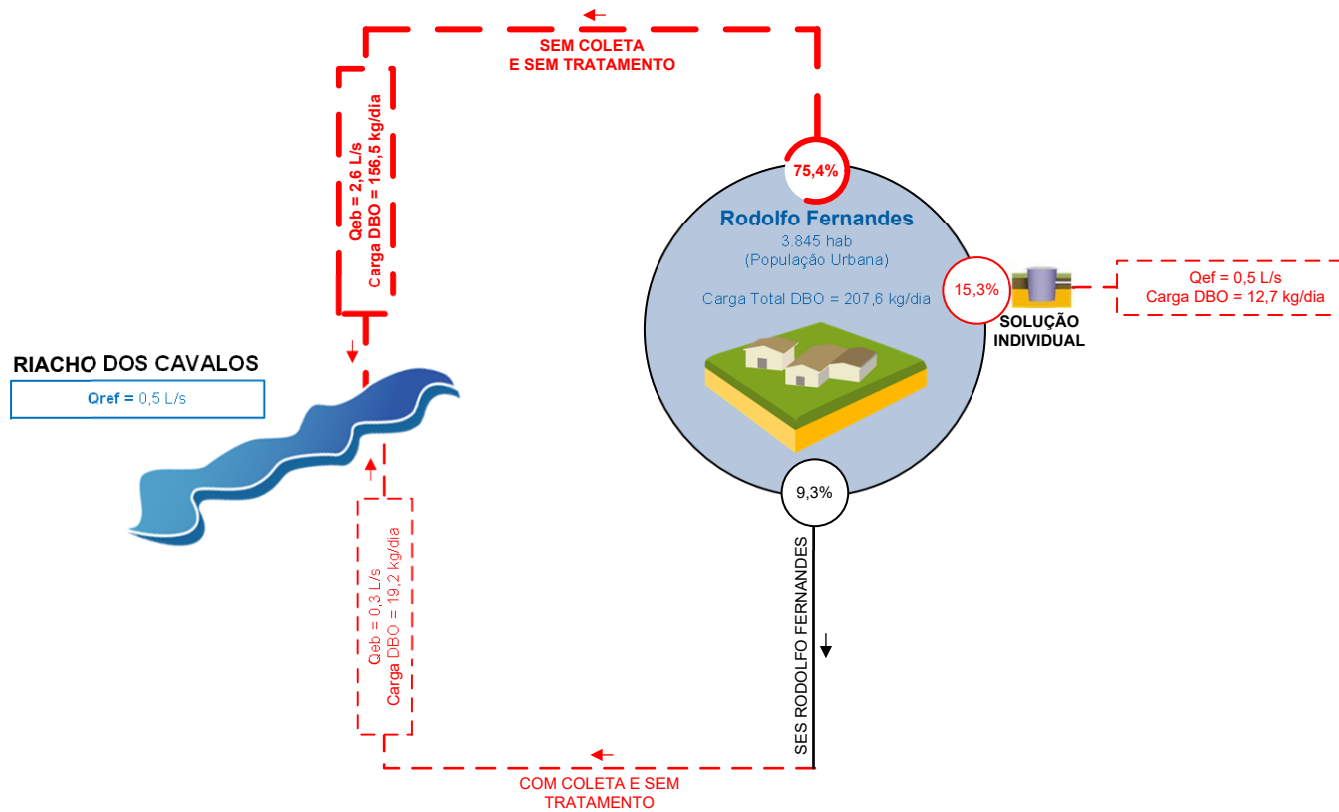 SEM COLETA
E SEM TRATAMENTO
Qeb = 2,6 L/s
Carga DBO = 156,5 kg/dia
75,4%
Rodolfo Fernandes
3.845 hab
(População Urbana)
Carga Total DBO = 207,6 kg/dia
15,3%
SOLUÇÃO
INDIVIDUAL
Qef = 0,5 L/s
Carga DBO = 12,7 kg/dia
RIACHO DOS CAVALOS
Qref = 0,5 L/s
9,3%
SES RODOLFO FERNANDES
Qeb = 0,3 L/s
Carga DBO = 19,2 kg/dia
COM COLETA E SEM
TRATAMENTO